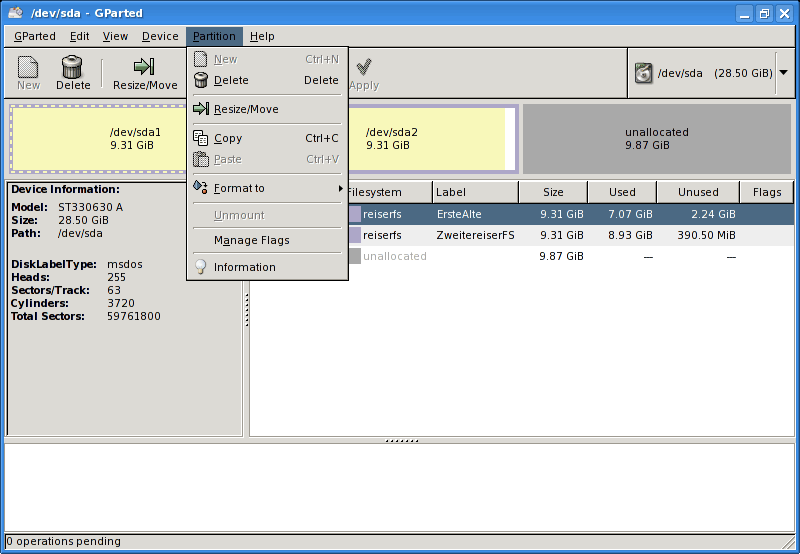 /dev/sda - GParted
GParted Edit View Device Partition Help
New Delete Resize/Move Apply /dev/sda (28.50 GiB)
New Ctrl+N
Delete Delete
Resize/Move
Copy Ctrl+C
Paste Ctrl+V
Format to
Unmount
Manage Flags
Information
/dev/sda1
9.31 GiB
/dev/sda2
9.31 GiB
unallocated
9.87 GiB
Device Information:
Model: ST330630 A
Size: 28.50 GiB
Path: /dev/sda
DiskLabelType: msdos
Heads: 255
Sectors/Track: 63
Cylinders: 3720
Total Sectors: 59761800
Filesystem Label Size Used Unused Flags
reiserfs ErsteAlte 9.31 GiB 7.07 GiB 2.24 GiB
reiserfs ZweitereiserFS 9.31 GiB 8.93 GiB 390.50 MiB
unallocated 9.87 GiB — —
0 operations pending